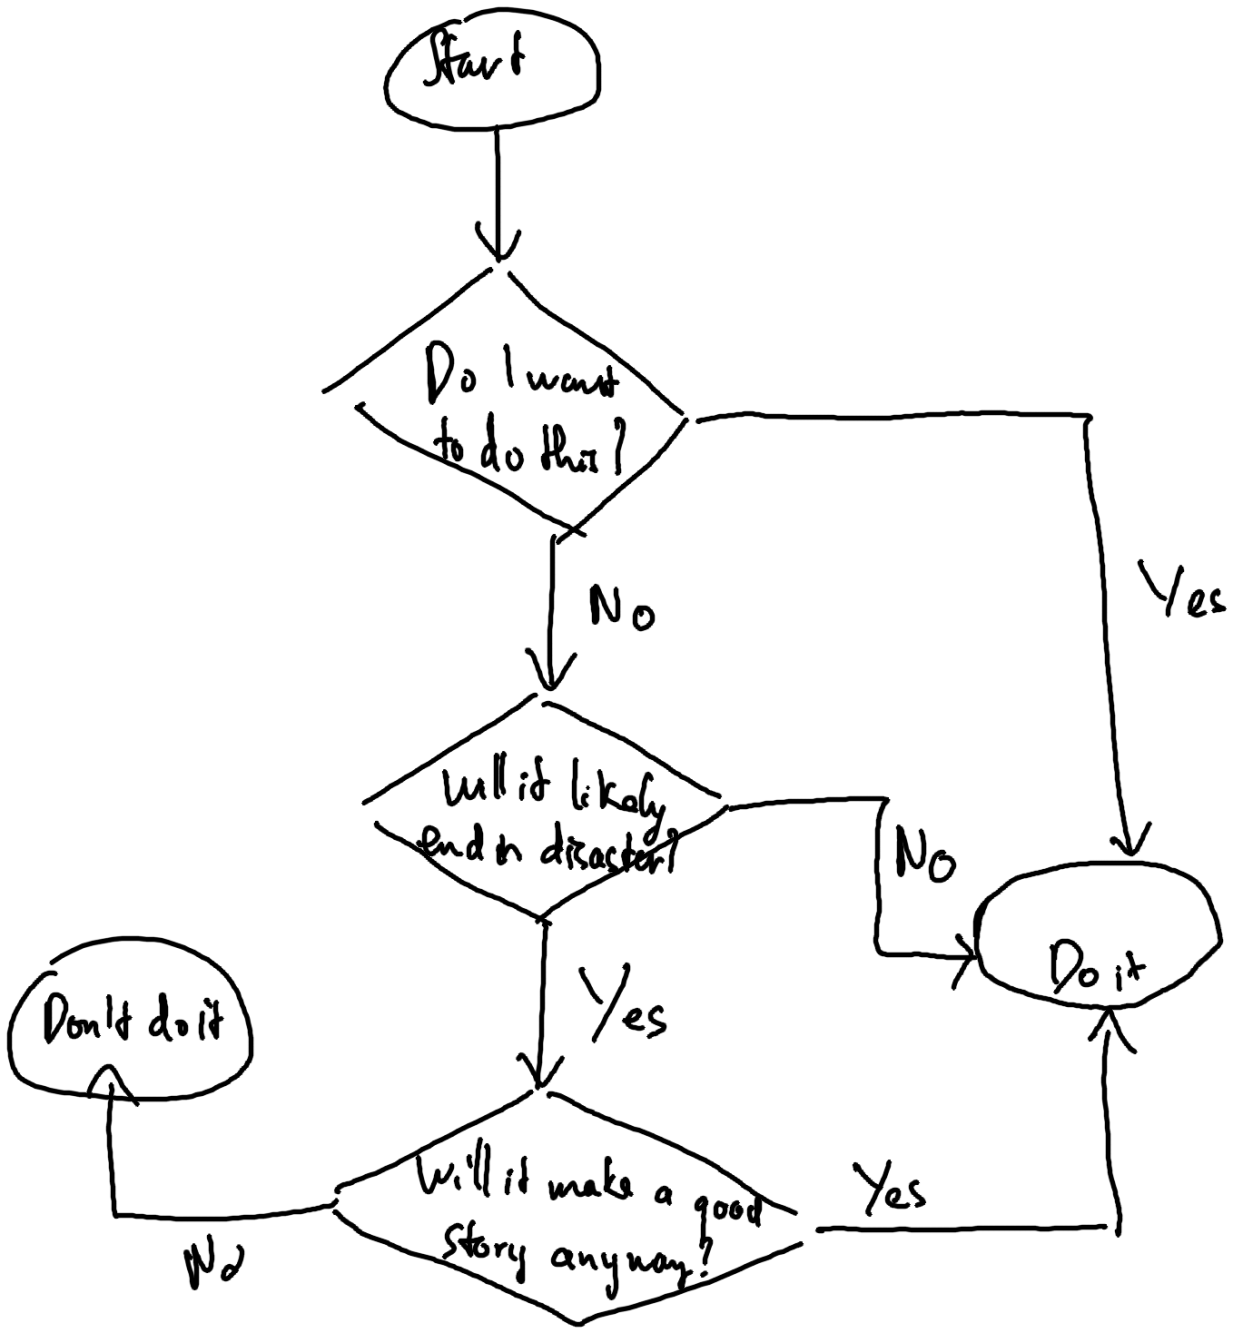 Start
Do I want
to do this?
Yes
No
Will it likely
end in disaster?
No
Do it
Yes
Don't do it
Will it make a good
story anyway?
Yes
No